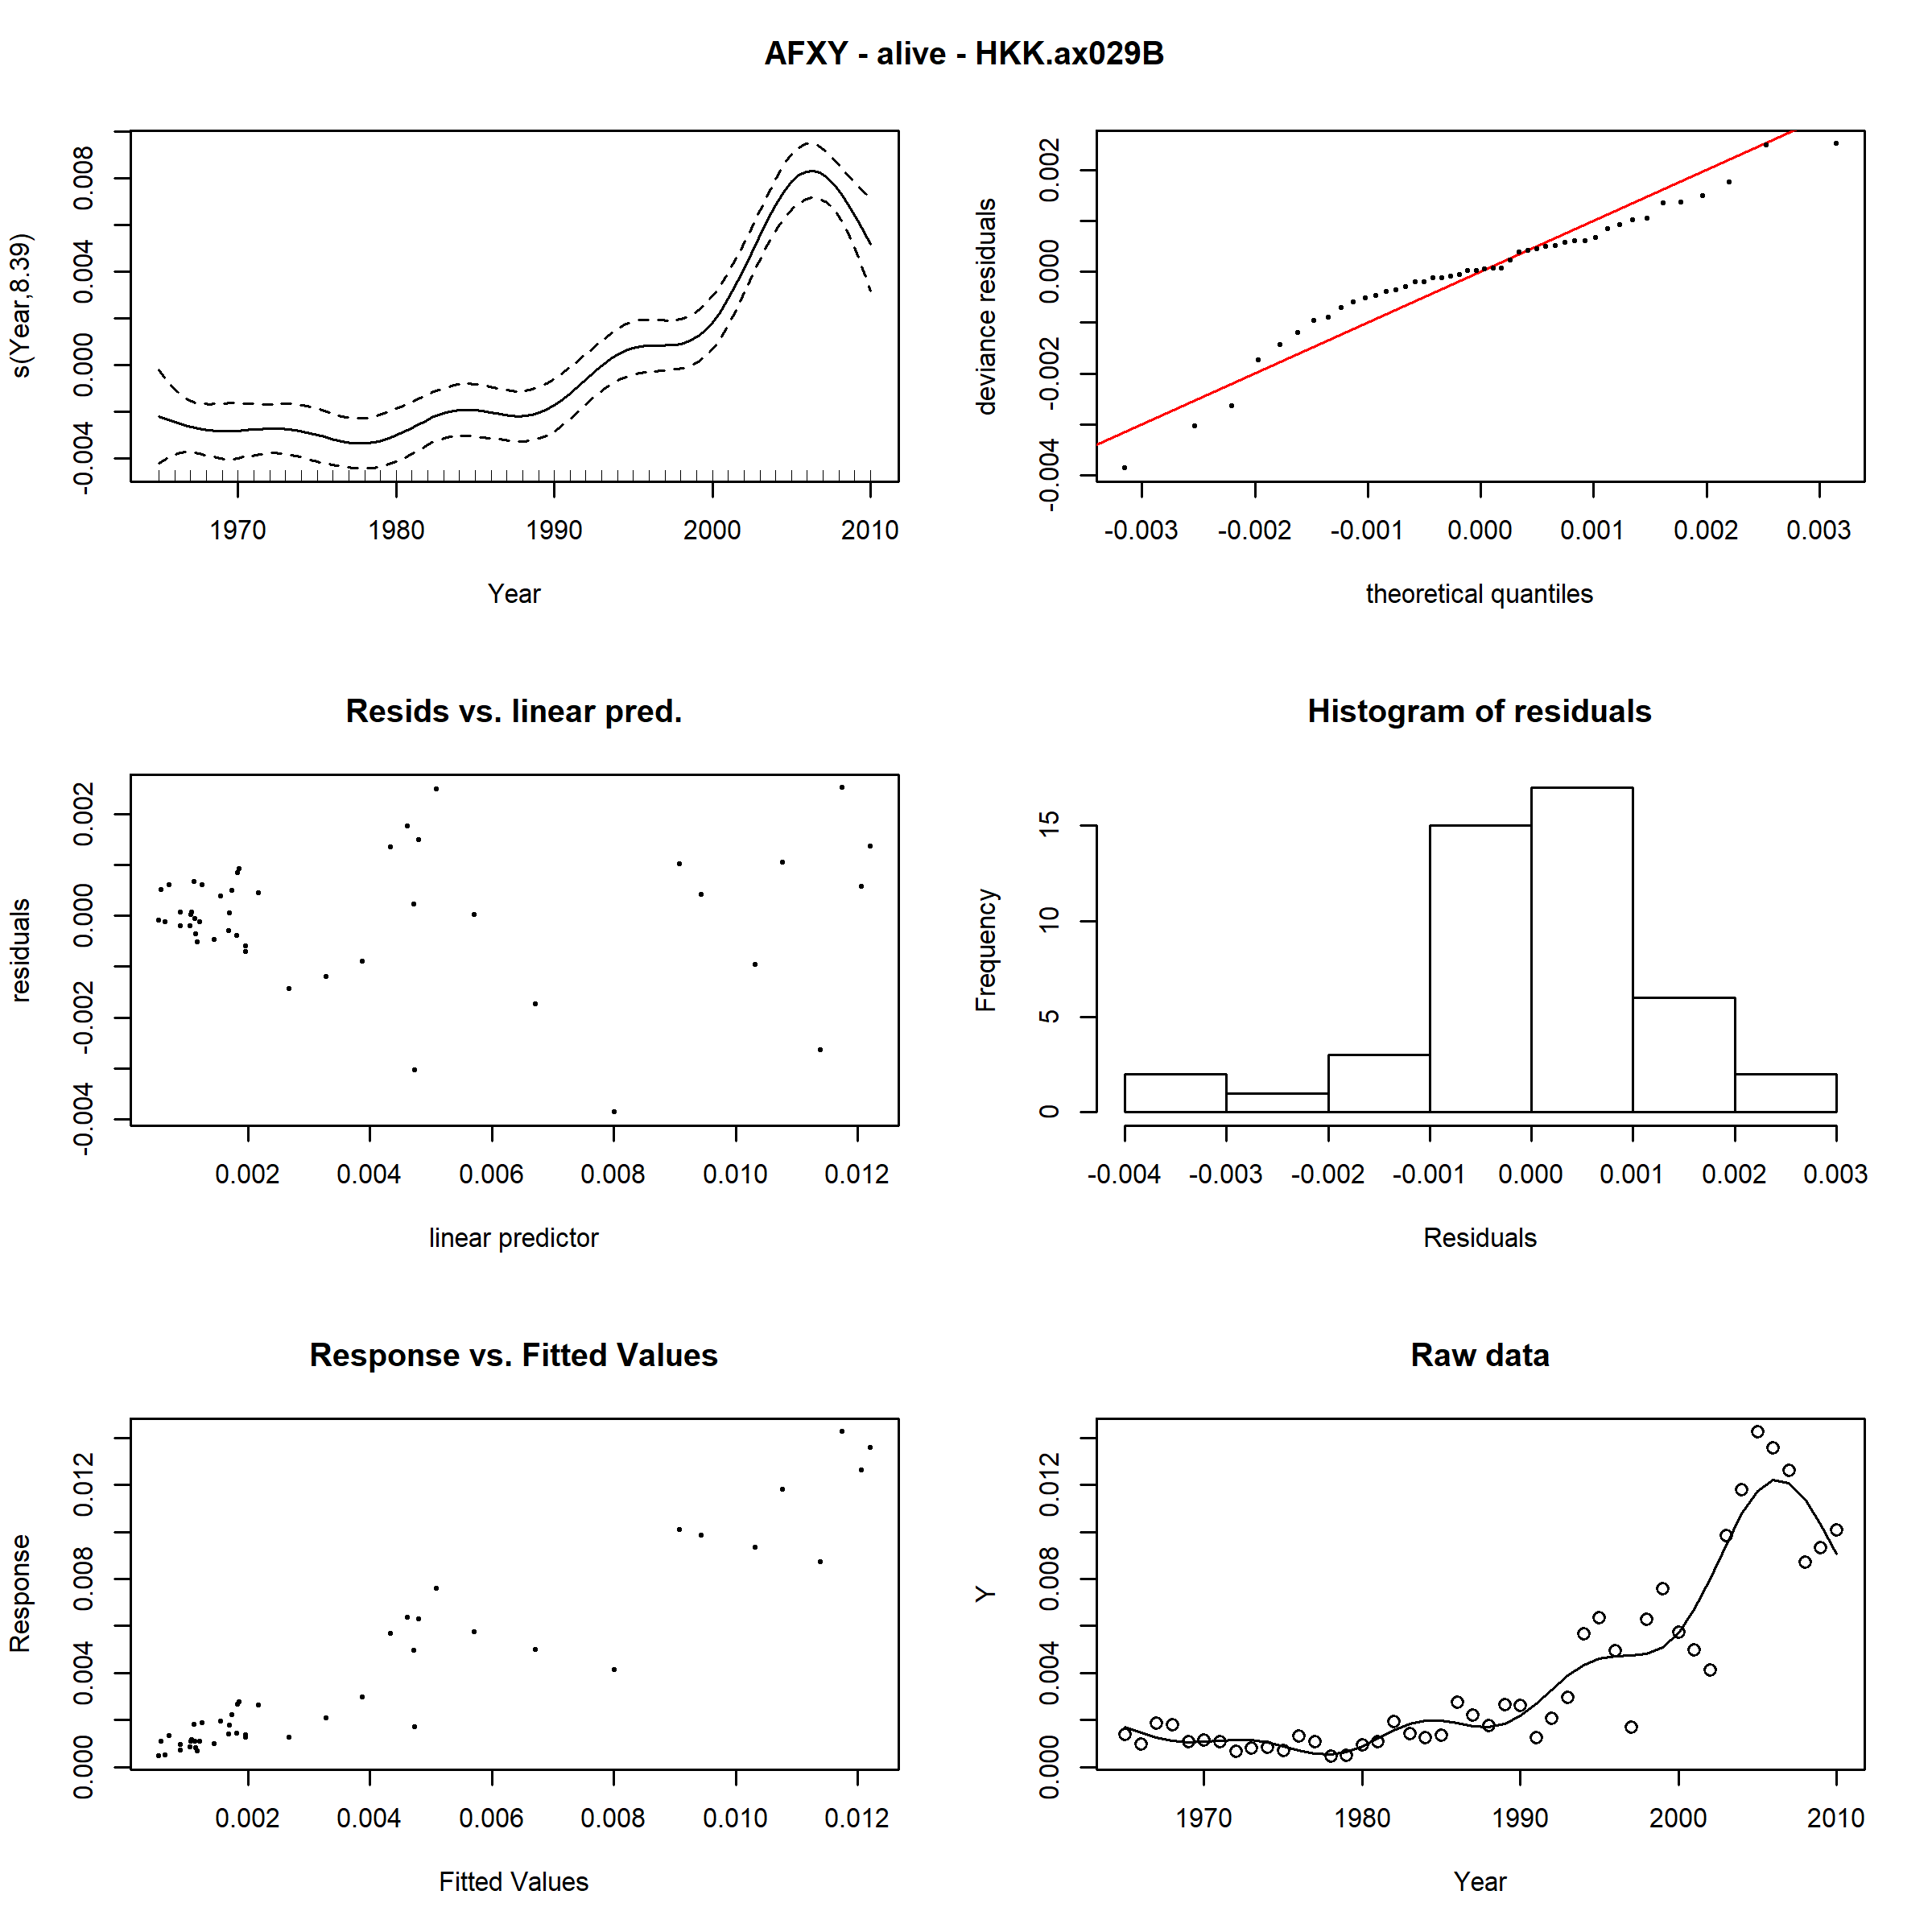 AFXY - alive - HKK.ax029B
s(Year,8.39)
-0.004 0.000 0.004 0.008
1970 1980 1990 2000 2010
Year
deviance residuals
-0.004 -0.002 0.000 0.002
-0.003 -0.002 -0.001 0.000 0.001 0.002 0.003
theoretical quantiles
Resids vs. linear pred.
residuals
-0.004 -0.002 0.000 0.002
0.002 0.004 0.006 0.008 0.010 0.012
linear predictor
Histogram of residuals
Frequency
0 5 10 15
-0.004 -0.003 -0.002 -0.001 0.000 0.001 0.002 0.003
Residuals
Response vs. Fitted Values
Response
0.000 0.004 0.008 0.012
0.002 0.004 0.006 0.008 0.010 0.012
Fitted Values
Raw data
Y
0.000 0.004 0.008 0.012
1970 1980 1990 2000 2010
Year